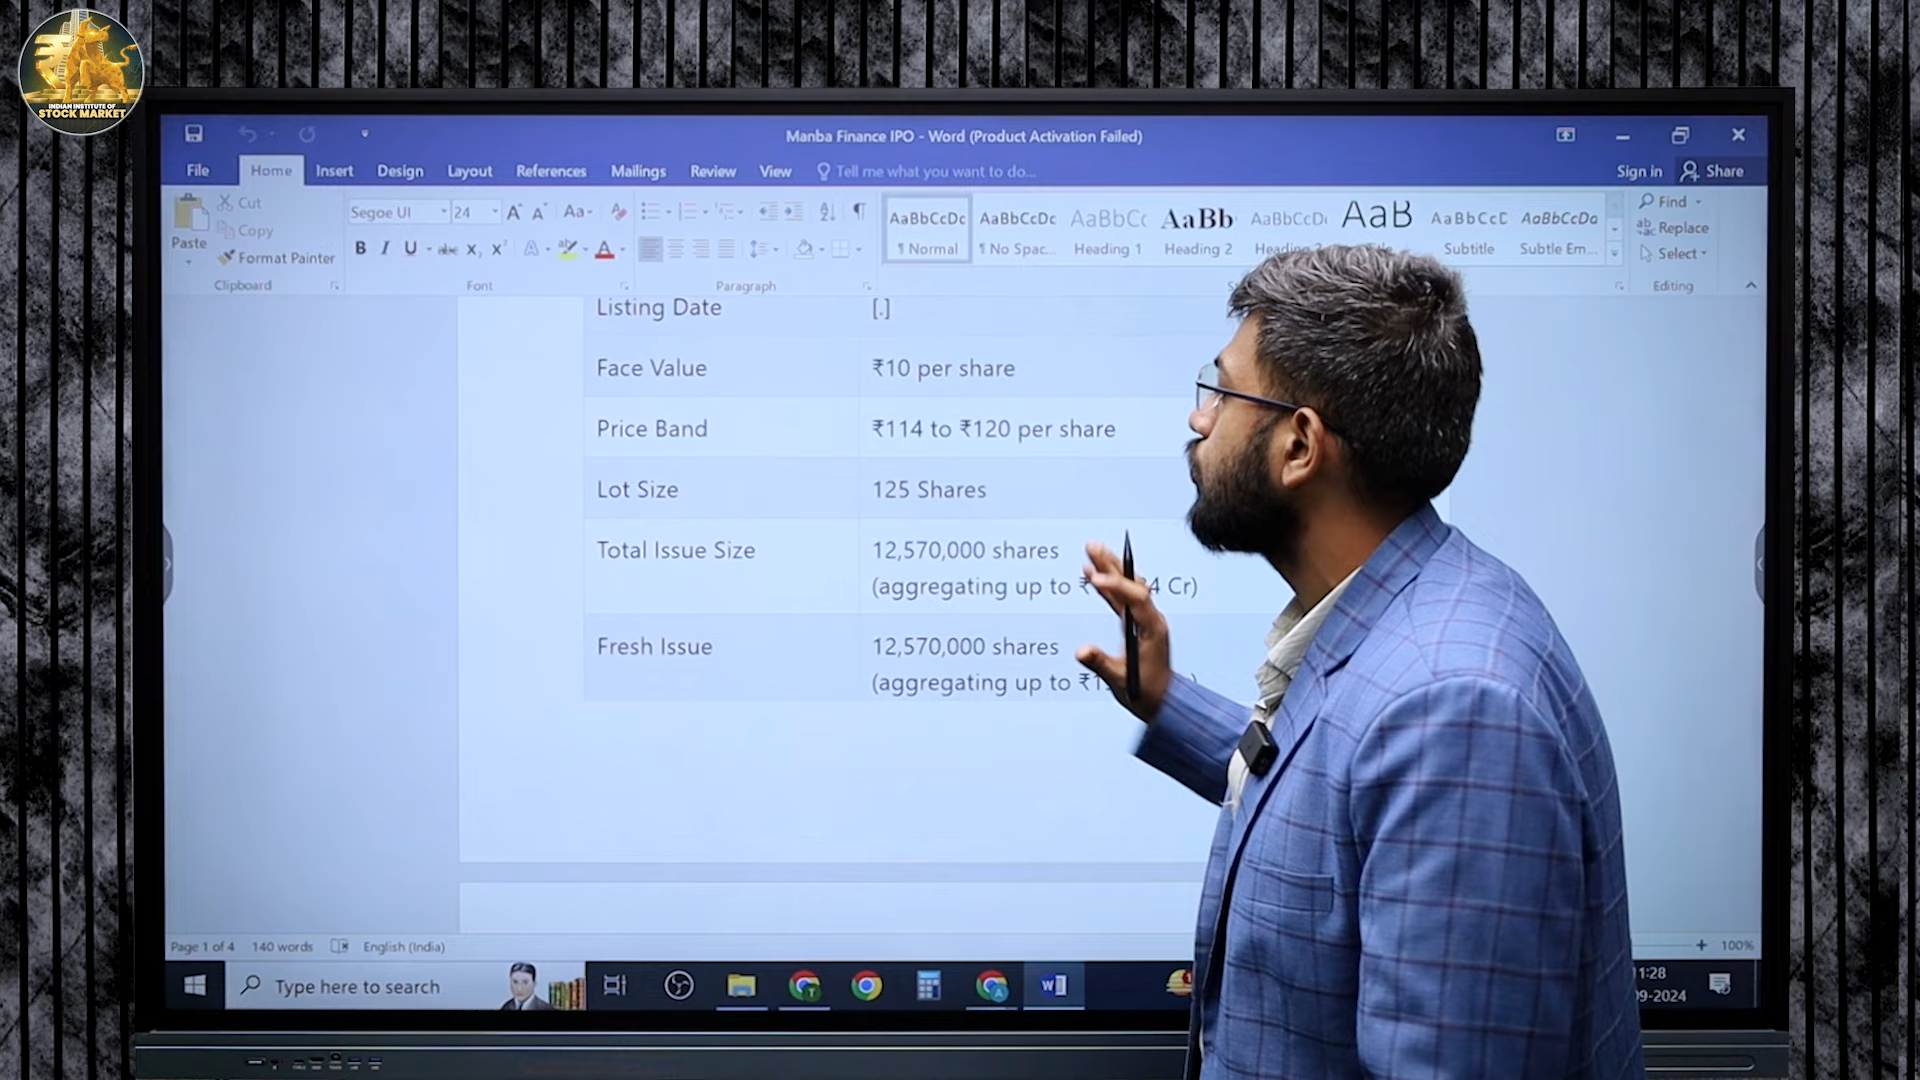 INDIAN INSTITUTE OF
STOCK MARKET
Manba Finance IPO - Word (Product Activation Failed)
File Home Insert Design Layout References Mailings Review View Tell me what you want to do... Sign in Share
Paste
Cut
Copy
Format Painter
Clipboard
Segoe UI 24
Font
Paragraph
AaBbCcDc AaBbCcDc AaBbCc AaBb AaBbCcD AaB AaBbCcD AaBbCcDa
¶ Normal ¶ No Spac... Heading 1 Heading 2 Subtitle Subtle Em...
Find
Replace
Select
Editing
Listing Date [.]
Face Value ₹10 per share
Price Band ₹114 to ₹120 per share
Lot Size 125 Shares
Total Issue Size 12,570,000 shares
(aggregating up to ₹ 4 Cr)
Fresh Issue 12,570,000 shares
(aggregating up to ₹1
Page 1 of 4 140 words English (India) 100%
Type here to search
11:28
09-2024